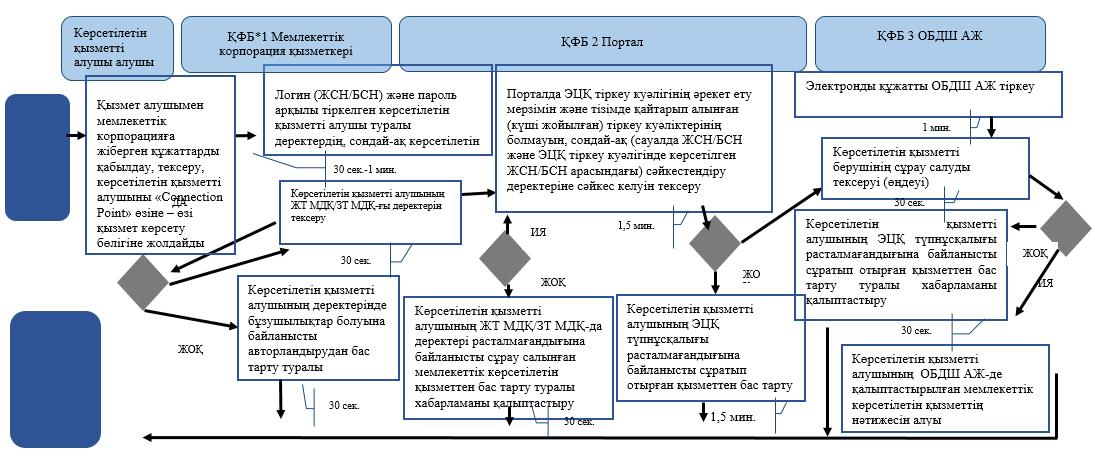 Көрсетілетін
қызметті
алушы алушы
ҚФБ*1 Мемлекеттік
корпорация қызметкері
ҚФБ 2 Портал
ҚФБ 3 ОБДШ АЖ
Қызмет алушымен
мемлекеттік
корпорацияға
жіберген құжаттарды
қабылдау, тексеру,
көрсетілетін қызметті
алушыны «Connection
Point» өзіне – өзі
қызмет көрсету
бөлігіне жолдайды
ДА
Логин (ЖСН/БСН) және пароль
арқылы тіркелген көрсетілетін
қызметті алушы туралы
деректердің, сондай-ақ көрсетілетін
30 сек.-1 мин.
Көрсетілетін қызметті алушының
ЖТ МДҚ/ЗТ МДҚ-ғы деректерін
тексеру
30 сек.
Порталда ЭЦҚ тіркеу куәлігінің әрекет ету
мерзімін және тізімде қайтарып алынған
(күші жойылған) тіркеу куәліктерінің
болмауын, сондай-ақ (сауалда ЖСН/БСН
және ЭЦҚ тіркеу куәлігінде көрсетілген
ЖСН/БСН арасындағы) сәйкестендіру
деректеріне сәйкес келуін тексеру
1,5 мин.
Электронды құжатты ОБДШ АЖ тіркеу
1 мин.
Көрсетілетін қызметті
берушінің сұрау салуды
тексеруі (өңдеуі)
30 сек.
Көрсетілетін қызметті
алушының ЭЦҚ түпнұсқалығы
расталмағандығына байланысты
сұратып отырған қызметтен бас
тарту туралы хабарламаны
қалыптастыру
30 сек.
ЖОҚ
ИЯ
ИЯ
ЖОҚ
ЖО
ЖОҚ
Көрсетілетін қызметті
алушының деректерінде
бұзушылықтар болуына
байланысты
авторландырудан бас
тарту туралы
30 сек.
Көрсетілетін қызметті
алушының ЖТ МДҚ/ЗТ МДҚ-да
деректері расталмағандығына
байланысты сұрау салынған
мемлекеттік көрсетілетін
қызметтен бас тарту туралы
хабарламаны қалыптастыру
30 сек.
Көрсетілетін қызметті
алушының ЭЦҚ
түпнұсқалығы
расталмағандығына
байланысты сұратып
отырған қызметтен бас тарту
1,5 мин.
Көрсетілетін қызметті
алушының ОБДШ АЖ-де
қалыптастырылған мемлекеттік
көрсетілетін қызметтің
нәтижесін алуы